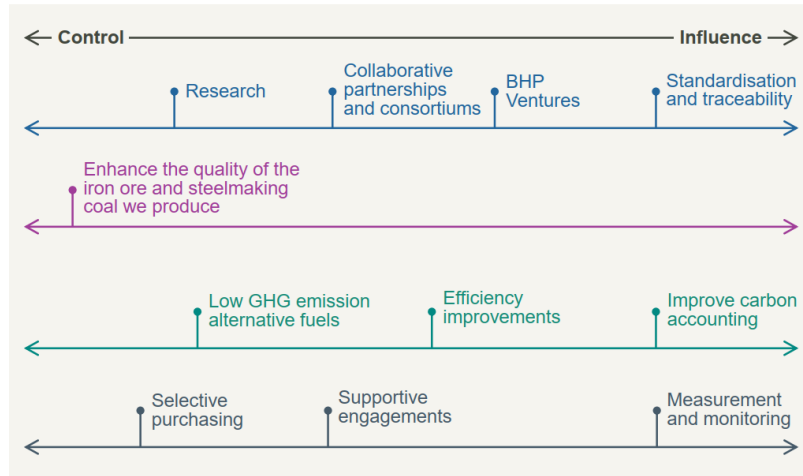 Control Influence
Research
Collaborative
partnerships
and consortiums
BHP
Ventures
Standardisation
and traceability
Enhance the quality of the
iron ore and steelmaking
coal we produce
Low GHG emission
alternative fuels
Efficiency
improvements
Improve carbon
accounting
Selective
purchasing
Supportive
engagements
Measurement
and monitoring